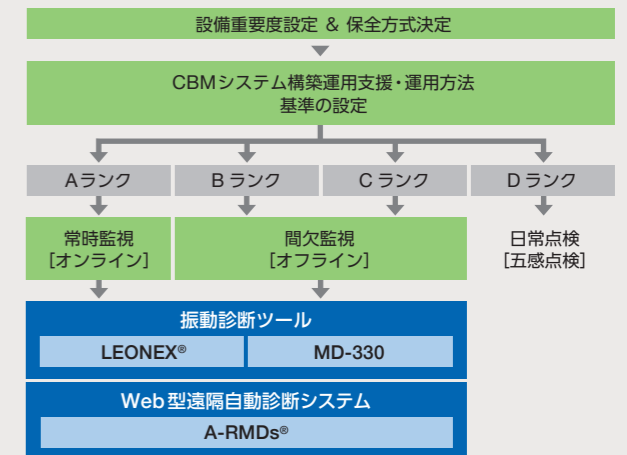 設備重要度設定 & 保全方式決定
CBMシステム構築運用支援・運用方法
基準の設定
Aランク
Bランク
Cランク
Dランク
常時監視
[オンライン]
間欠監視
[オフライン]
日常点検
[五感点検]
振動診断ツール
LEONEX®
MD-330
Web型遠隔自動診断システム
A-RMDs®